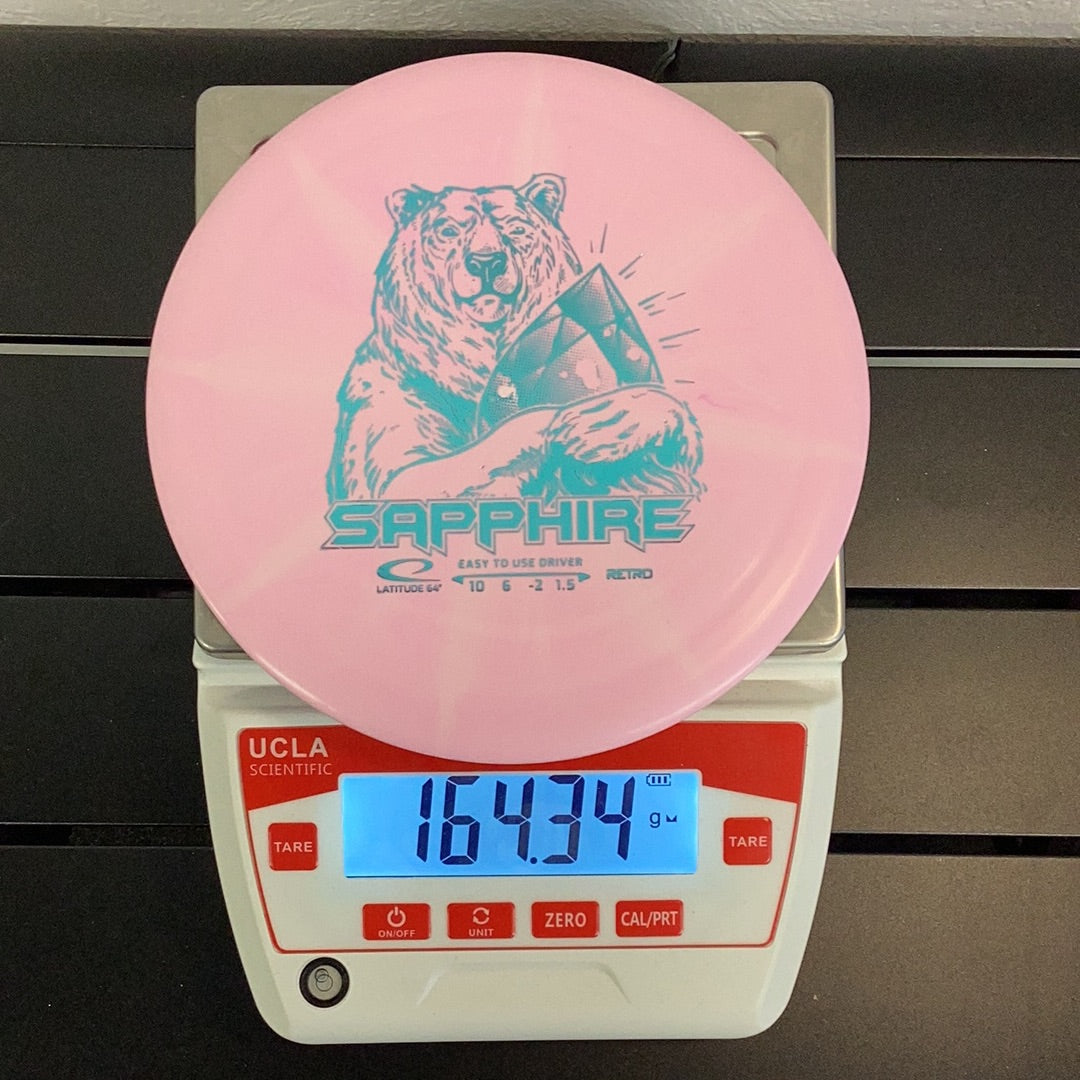 SAPPHIRE
EASY TO USE DRIVER
LATITUDE 64° 10 6 -2 1.5 RETRO
UCLA
SCIENTIFIC
164.34 g
TARE TARE
ON/OFF UNIT ZERO CAL/PRT